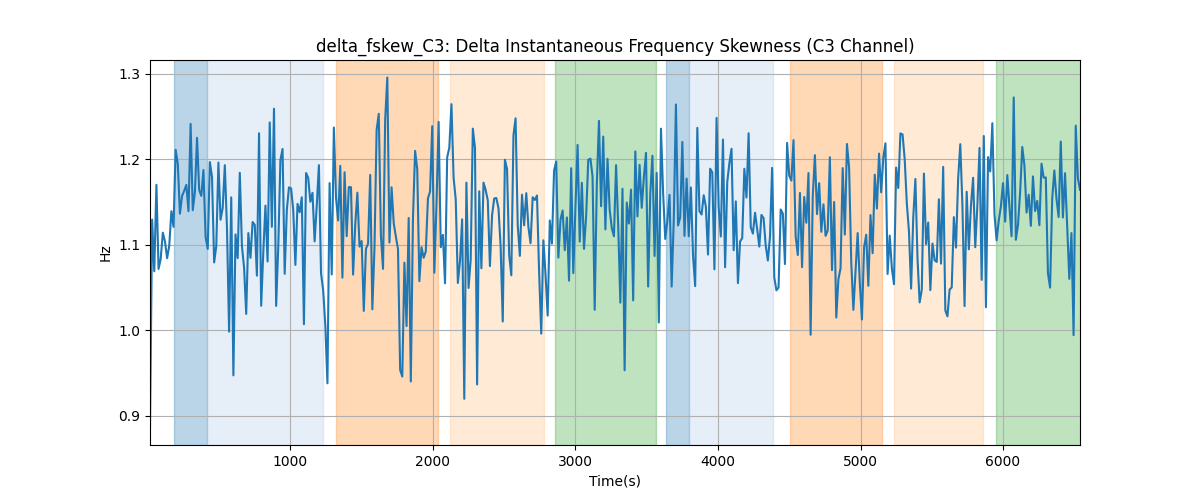 delta_fskew_C3: Delta Instantaneous Frequency Skewness (C3 Channel)
1.3
1.2
1.1
1.0
0.9
Hz
1000 2000 3000 4000 5000 6000
Time(s)